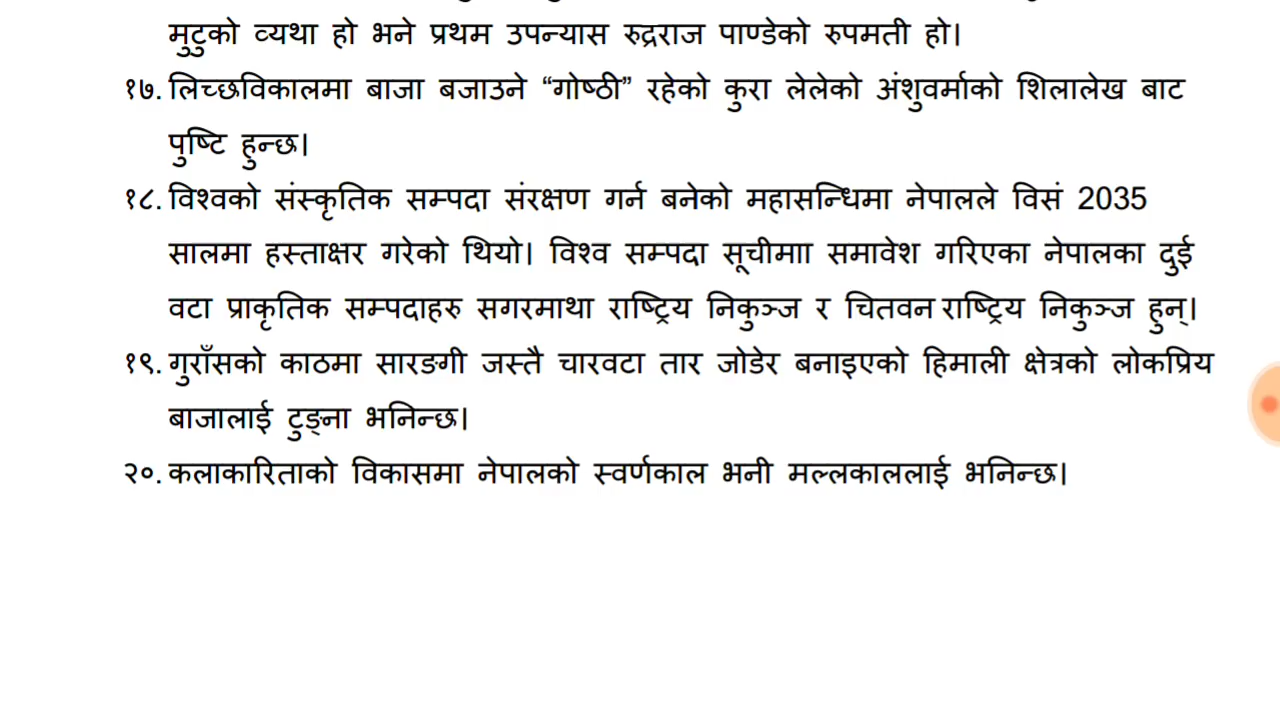 मुटुको व्यथा हो भने प्रथम उपन्यास रुद्रराज पाण्डेको रुपमती हो।
१७. लिच्छविकालमा बाजा बजाउने “गोष्ठी” रहेको कुरा लेलेको अंशुवर्माको शिलालेख बाट
पुष्टि हुन्छ।
१८. विश्वको संस्कृतिक सम्पदा संरक्षण गर्न बनेको महासन्धिमा नेपालले विसं 2035
सालमा हस्ताक्षर गरेको थियो। विश्व सम्पदा सूचीमाा समावेश गरिएका नेपालका दुई
वटा प्राकृतिक सम्पदाहरु सगरमाथा राष्ट्रिय निकुञ्ज र चितवन राष्ट्रिय निकुञ्ज हुन्।
१९. गुराँसको काठमा सारङगी जस्तै चारवटा तार जोडेर बनाइएको हिमाली क्षेत्रको लोकप्रिय
बाजालाई टुङ्ना भनिन्छ।
२०. कलाकारिताको विकासमा नेपालको स्वर्णकाल भनी मल्लकाललाई भनिन्छ।